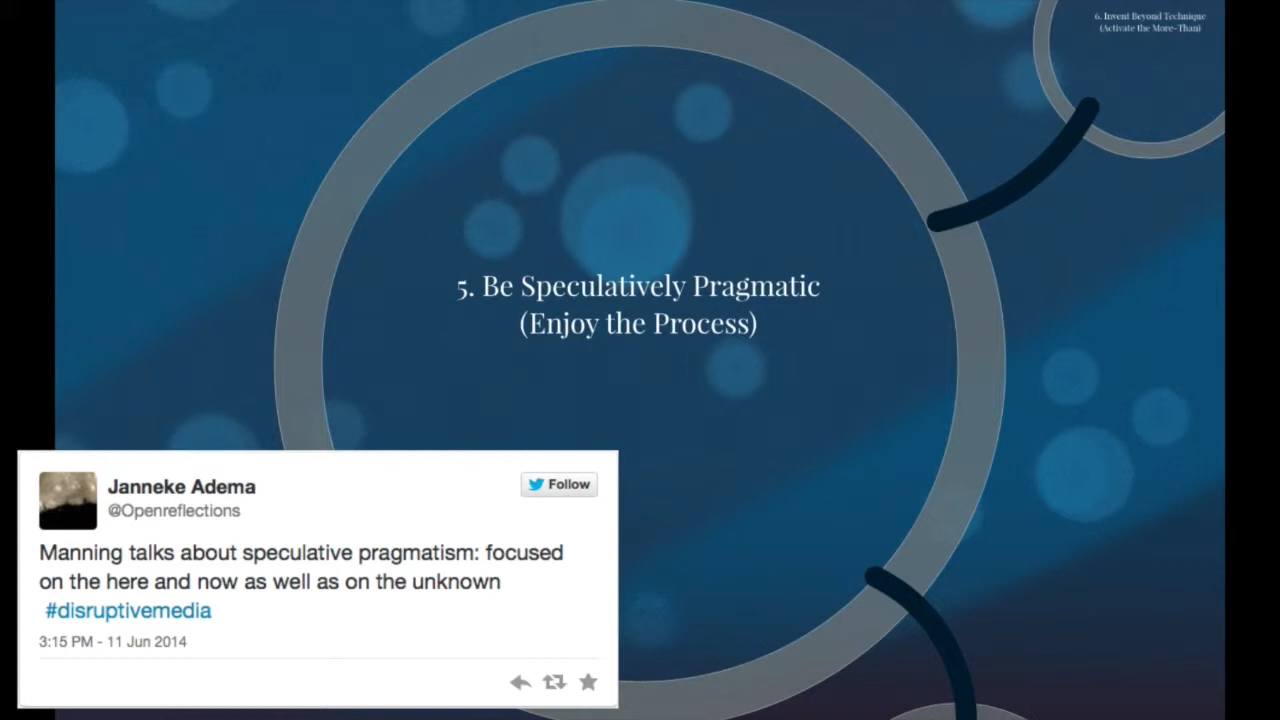 6. Invent Beyond Technique
(Activate the More-Than)
5. Be Speculatively Pragmatic
(Enjoy the Process)
Janneke Adema
@Openreflections
Follow
Manning talks about speculative pragmatism: focused
on the here and now as well as on the unknown
#disruptivemedia
3:15 PM - 11 Jun 2014